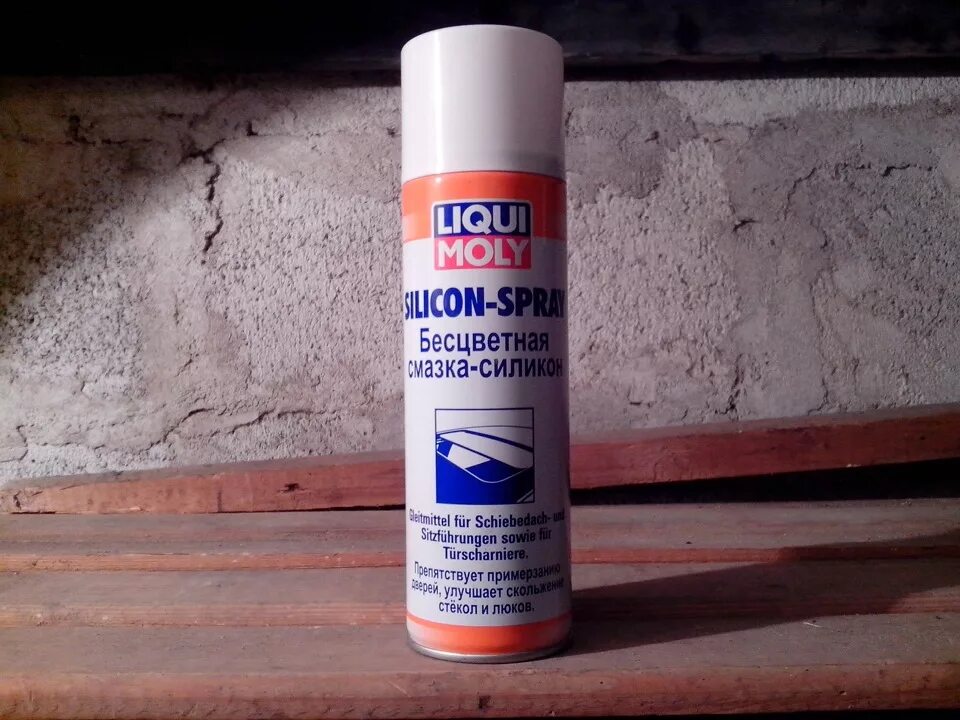 LIQUI
MOLY
SILICON-SPRAY
Бесцветная
смазка-силикон
Gleitmittel für Schiebedach- und
Sitzführungen sowie für
Türscharniere.
Препятствует примерзанию
дверей, улучшает скольжение
стёкол и люков.